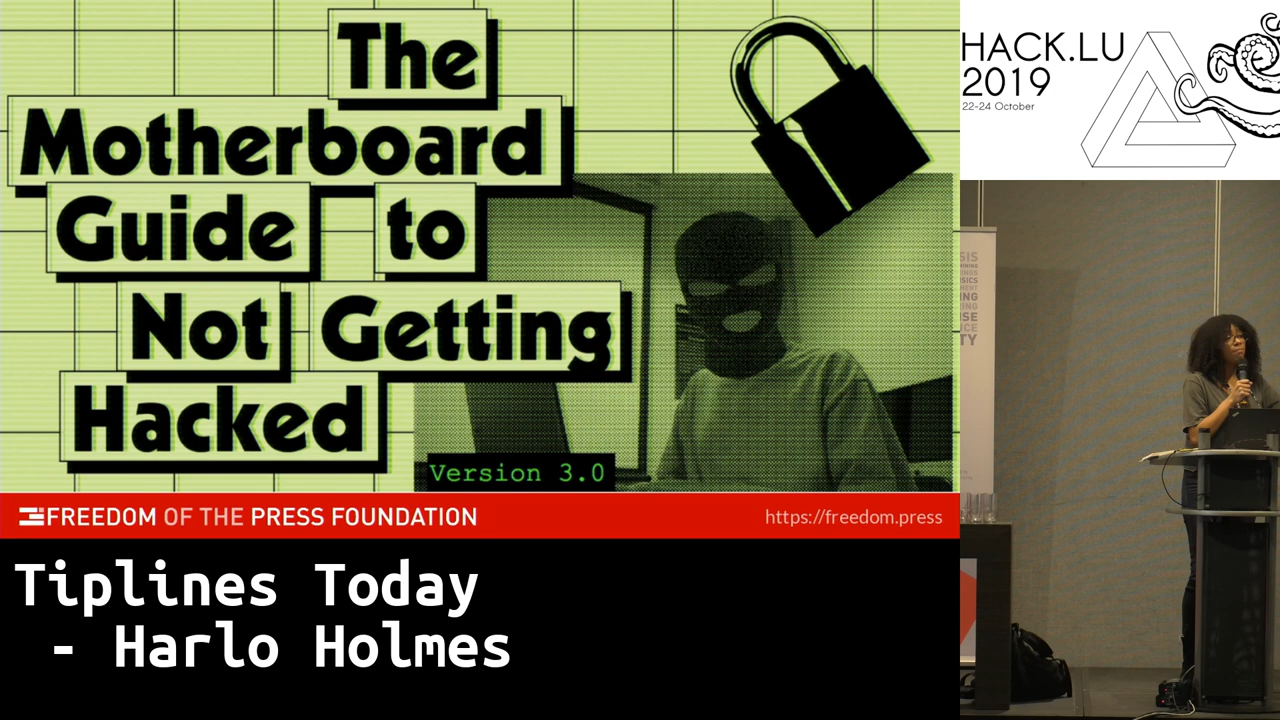 The
Motherboard
Guide to
Not Getting
Hacked
Version 3.0
FREEDOM OF THE PRESS FOUNDATION
https://freedom.press
Tiplines Today
- Harlo Holmes
HACK.LU
2019
22-24 October